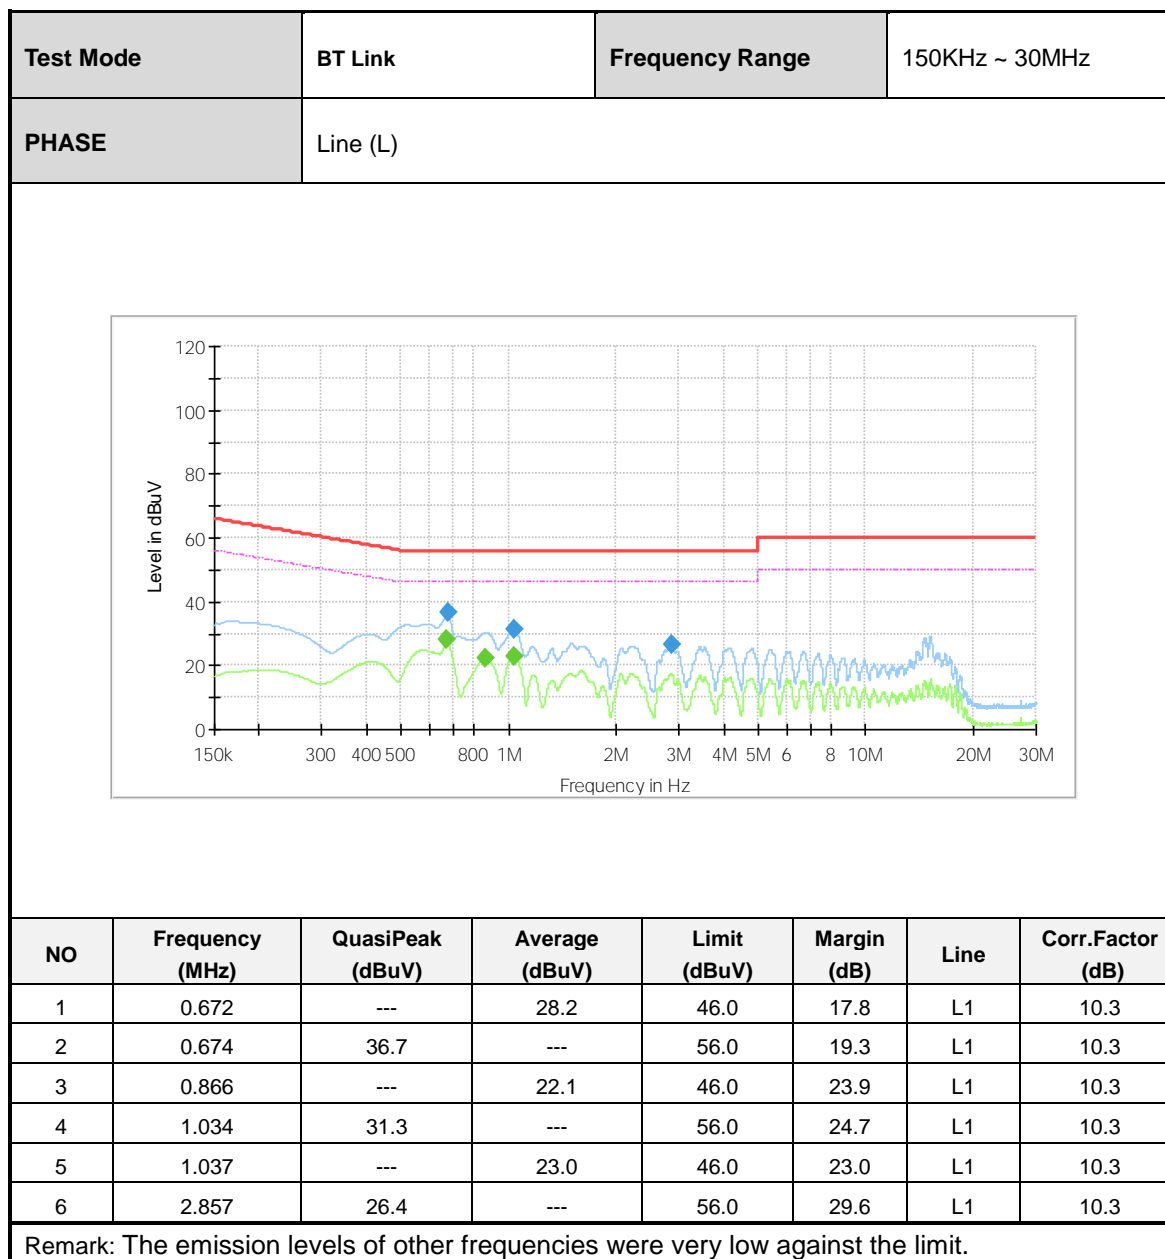 Test Mode BT Link Frequency Range 150KHz ~ 30MHz
PHASE Line (L)
120
100
80
60
40
20
0
Level in dBuV
150k 300 400 500 800 1M 2M 3M 4M 5M 6 8 10M 20M 30M
Frequency in Hz
NO Frequency (MHz) QuasiPeak (dBuV) Average (dBuV) Limit (dBuV) Margin (dB) Line Corr.Factor (dB)
1 0.672 --- 28.2 46.0 17.8 L1 10.3
2 0.674 36.7 --- 56.0 19.3 L1 10.3
3 0.866 --- 22.1 46.0 23.9 L1 10.3
4 1.034 31.3 --- 56.0 24.7 L1 10.3
5 1.037 --- 23.0 46.0 23.0 L1 10.3
6 2.857 26.4 --- 56.0 29.6 L1 10.3
Remark: The emission levels of other frequencies were very low against the limit.